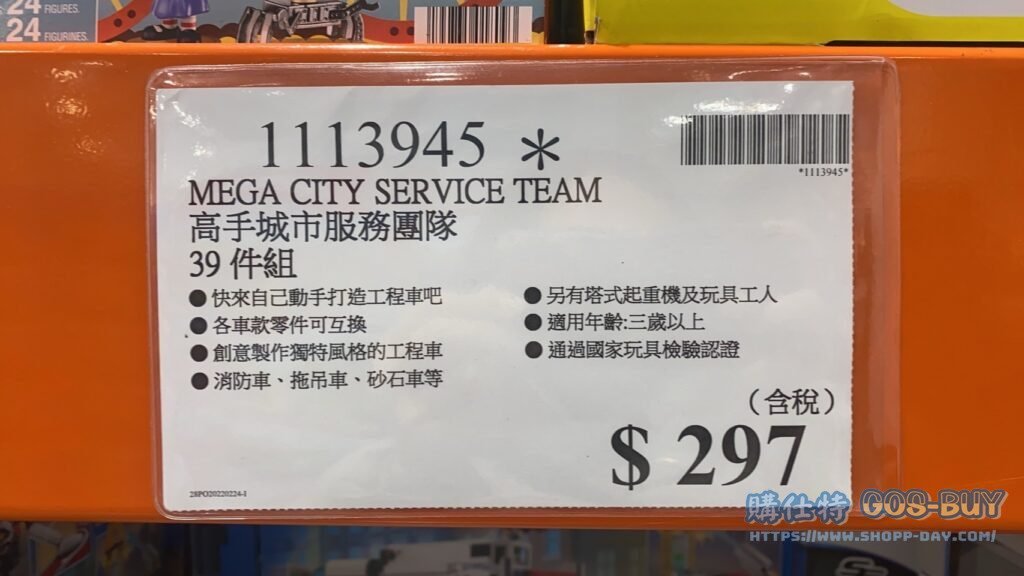 24 FIGURES.
24 FIGURINES.
1113945 *
*1113945*
MEGA CITY SERVICE TEAM
高手城市服務團隊
39 件組
●快來自己動手打造工程車吧
●各車款零件可互換
●創意製作獨特風格的工程車
●消防車、拖吊車、砂石車等
●另有塔式起重機及玩具工人
●適用年齡:三歲以上
●通過國家玩具檢驗認證
（含稅）
$ 297
28PO20220224-1
購仕特 GOS-BUY
HTTPS://WWW.SHOPP-DAY.COM/